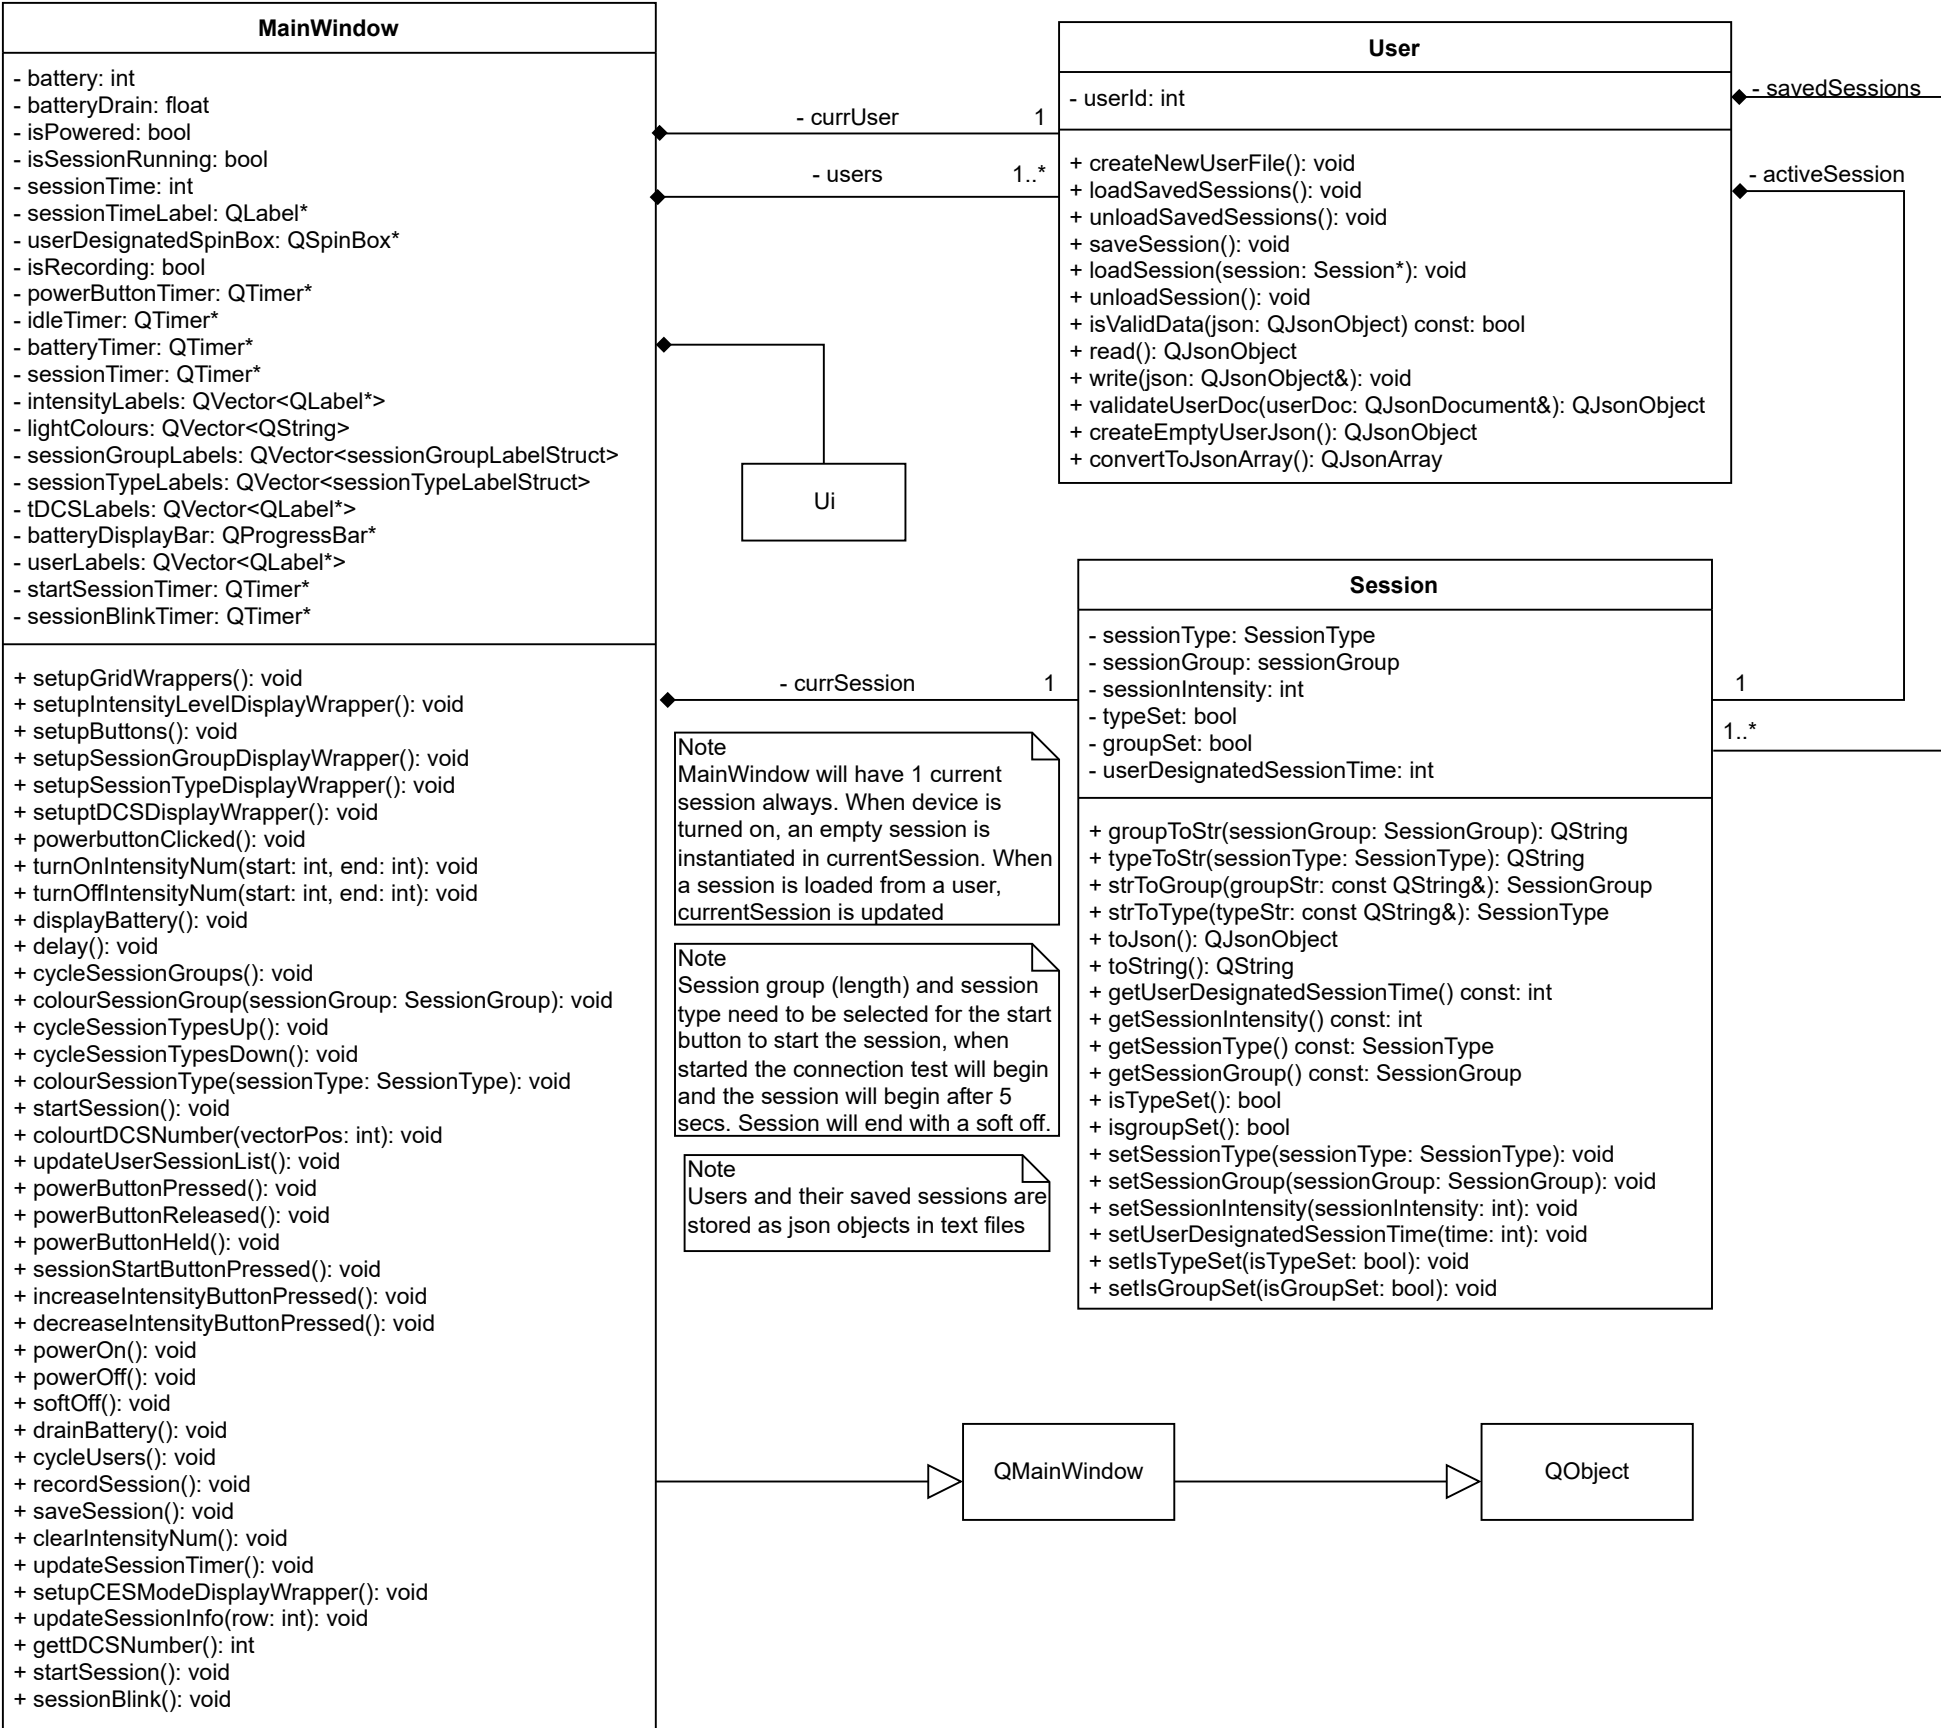 MainWindow
- battery: int
- batteryDrain: float
- isPowered: bool
- isSessionRunning: bool
- sessionTime: int
- sessionTimeLabel: QLabel*
- userDesignatedSpinBox: QSpinBox*
- isRecording: bool
- powerButtonTimer: QTimer*
- idleTimer: QTimer*
- batteryTimer: QTimer*
- sessionTimer: QTimer*
- intensityLabels: QVector<QLabel*>
- lightColours: QVector<QString>
- sessionGroupLabels: QVector<sessionGroupLabelStruct>
- sessionTypeLabels: QVector<sessionTypeLabelStruct>
- tDCSLabels: QVector<QLabel*>
- batteryDisplayBar: QProgressBar*
- userLabels: QVector<QLabel*>
- startSessionTimer: QTimer*
- sessionBlinkTimer: QTimer*
+ setupGridWrappers(): void
+ setupIntensityLevelDisplayWrapper(): void
+ setupButtons(): void
+ setupSessionGroupDisplayWrapper(): void
+ setupSessionTypeDisplayWrapper(): void
+ setuptDCSDisplayWrapper(): void
+ powerbuttonClicked(): void
+ turnOnIntensityNum(start: int, end: int): void
+ turnOffIntensityNum(start: int, end: int): void
+ displayBattery(): void
+ delay(): void
+ cycleSessionGroups(): void
+ colourSessionGroup(sessionGroup: SessionGroup): void
+ cycleSessionTypesUp(): void
+ cycleSessionTypesDown(): void
+ colourSessionType(sessionType: SessionType): void
+ startSession(): void
+ colourtDCSNumber(vectorPos: int): void
+ updateUserSessionList(): void
+ powerButtonPressed(): void
+ powerButtonReleased(): void
+ powerButtonHeld(): void
+ sessionStartButtonPressed(): void
+ increaseIntensityButtonPressed(): void
+ decreaseIntensityButtonPressed(): void
+ powerOn(): void
+ powerOff(): void
+ softOff(): void
+ drainBattery(): void
+ cycleUsers(): void
+ recordSession(): void
+ saveSession(): void
+ clearIntensityNum(): void
+ updateSessionTimer(): void
+ setupCESModeDisplayWrapper(): void
+ updateSessionInfo(row: int): void
+ gettDCSNumber(): int
+ startSession(): void
+ sessionBlink(): void
- currUser
1
- users
1..*
Ui
- currSession
1
Note
MainWindow will have 1 current
session always. When device is
turned on, an empty session is
instantiated in currentSession. When
a session is loaded from a user,
currentSession is updated
Note
Session group (length) and session
type need to be selected for the start
button to start the session, when
started the connection test will begin
and the session will begin after 5
secs. Session will end with a soft off.
Note
Users and their saved sessions are
stored as json objects in text files
User
- userId: int
+ createNewUserFile(): void
+ loadSavedSessions(): void
+ unloadSavedSessions(): void
+ saveSession(): void
+ loadSession(session: Session*): void
+ unloadSession(): void
+ isValidData(json: QJsonObject) const: bool
+ read(): QJsonObject
+ write(json: QJsonObject&): void
+ validateUserDoc(userDoc: QJsonDocument&): QJsonObject
+ createEmptyUserJson(): QJsonObject
+ convertToJsonArray(): QJsonArray
- savedSessions
- activeSession
1
1..*
Session
- sessionType: SessionType
- sessionGroup: sessionGroup
- sessionIntensity: int
- typeSet: bool
- groupSet: bool
- userDesignatedSessionTime: int
+ groupToStr(sessionGroup: SessionGroup): QString
+ typeToStr(sessionType: SessionType): QString
+ strToGroup(groupStr: const QString&): SessionGroup
+ strToType(typeStr: const QString&): SessionType
+ toJson(): QJsonObject
+ toString(): QString
+ getUserDesignatedSessionTime() const: int
+ getSessionIntensity() const: int
+ getSessionType() const: SessionType
+ getSessionGroup() const: SessionGroup
+ isTypeSet(): bool
+ isgroupSet(): bool
+ setSessionType(sessionType: SessionType): void
+ setSessionGroup(sessionGroup: SessionGroup): void
+ setSessionIntensity(sessionIntensity: int): void
+ setUserDesignatedSessionTime(time: int): void
+ setIsTypeSet(isTypeSet: bool): void
+ setIsGroupSet(isGroupSet: bool): void
QMainWindow
QObject